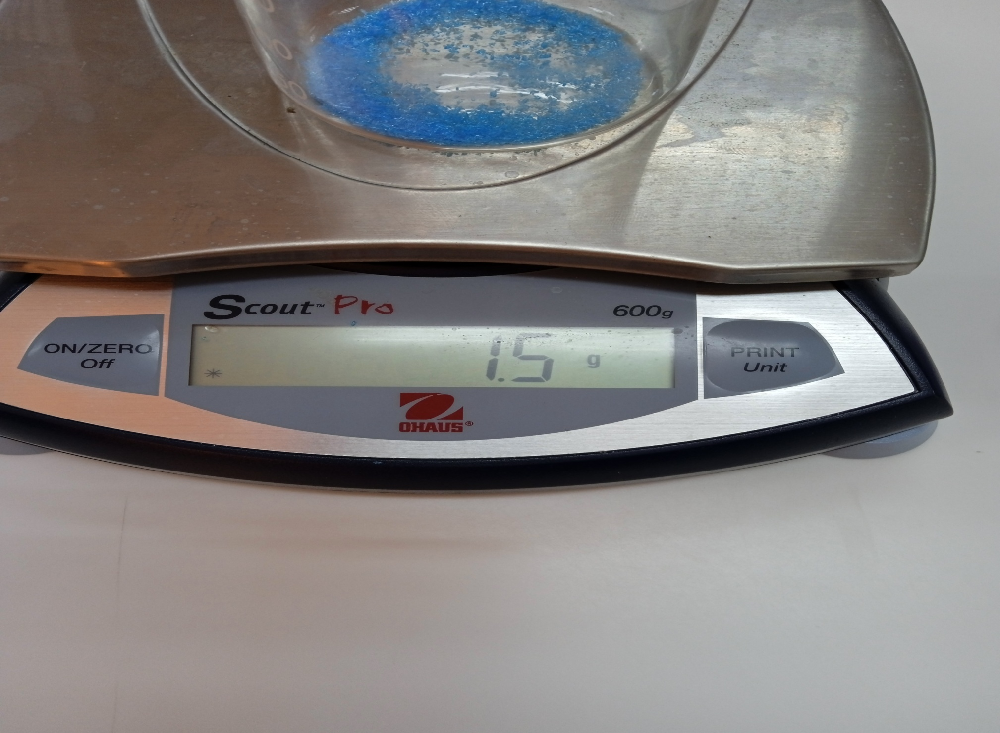 Scout™ Pro
600g
ON/ZERO
Off
* 1.5 g
PRINT
Unit
OHAUS®